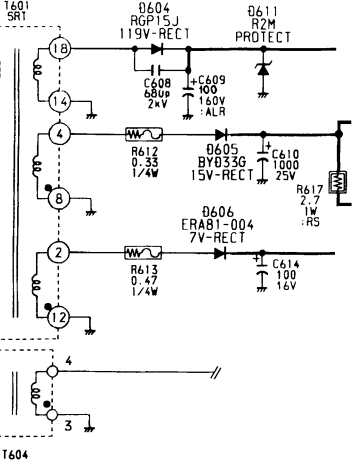 T601
SRT
D604
RGP15J
119V-RECT
D611
R2M
PROTECT
18
C608
680p
2kV
+
C609
100
160V
:ALR
14
4
R612
0.33
1/4W
D605
BYD33G
15V-RECT
+
C610
1000
25V
R617
2.7
1W
:RS
8
D606
ERA81-004
7V-RECT
2
R613
0.47
1/4W
+
C614
100
16V
12
4
3
T604